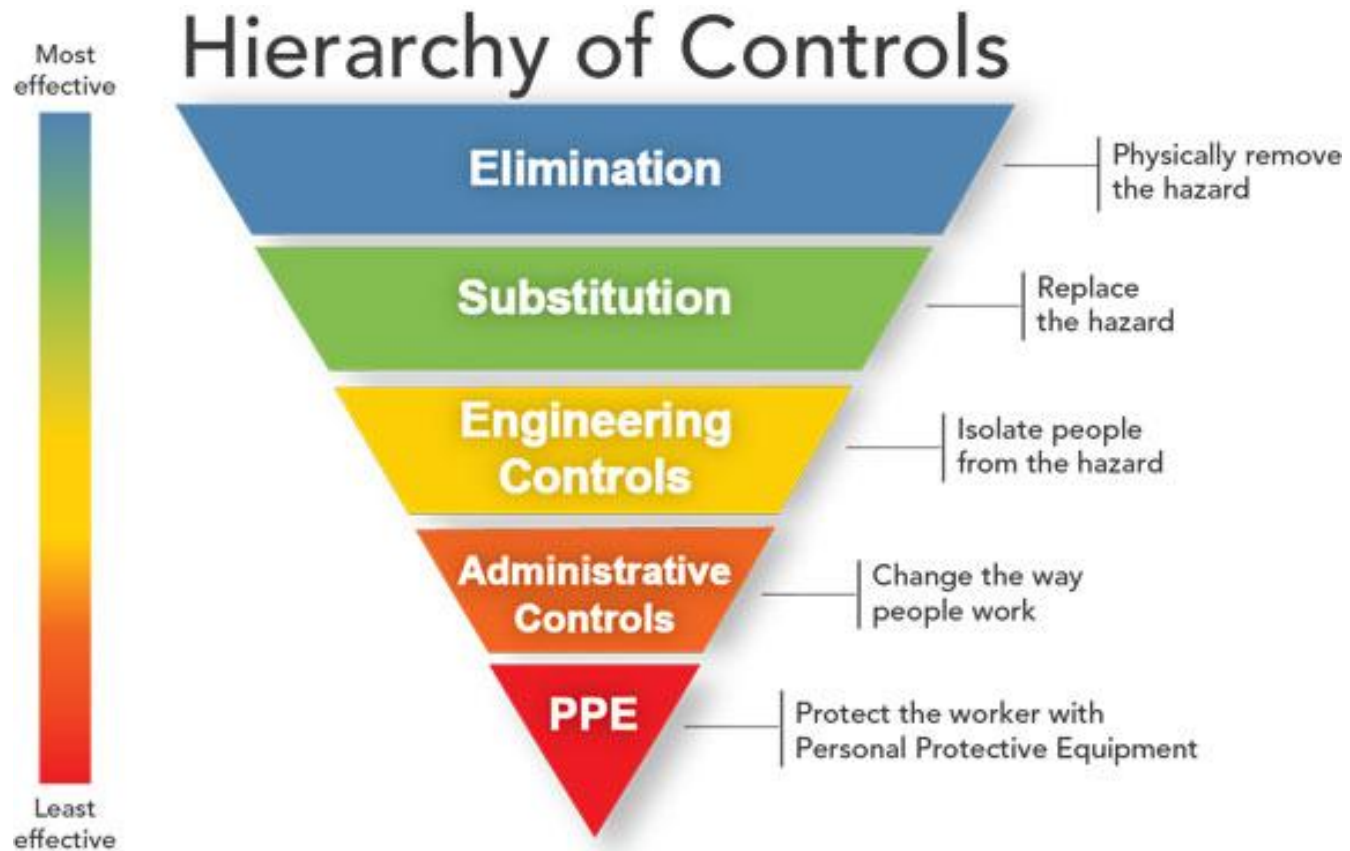 Hierarchy of Controls
Most
effective
Elimination
Physically remove
the hazard
Substitution
Replace
the hazard
Engineering
Controls
Isolate people
from the hazard
Administrative
Controls
Change the way
people work
PPE
Protect the worker with
Personal Protective Equipment
Least
effective